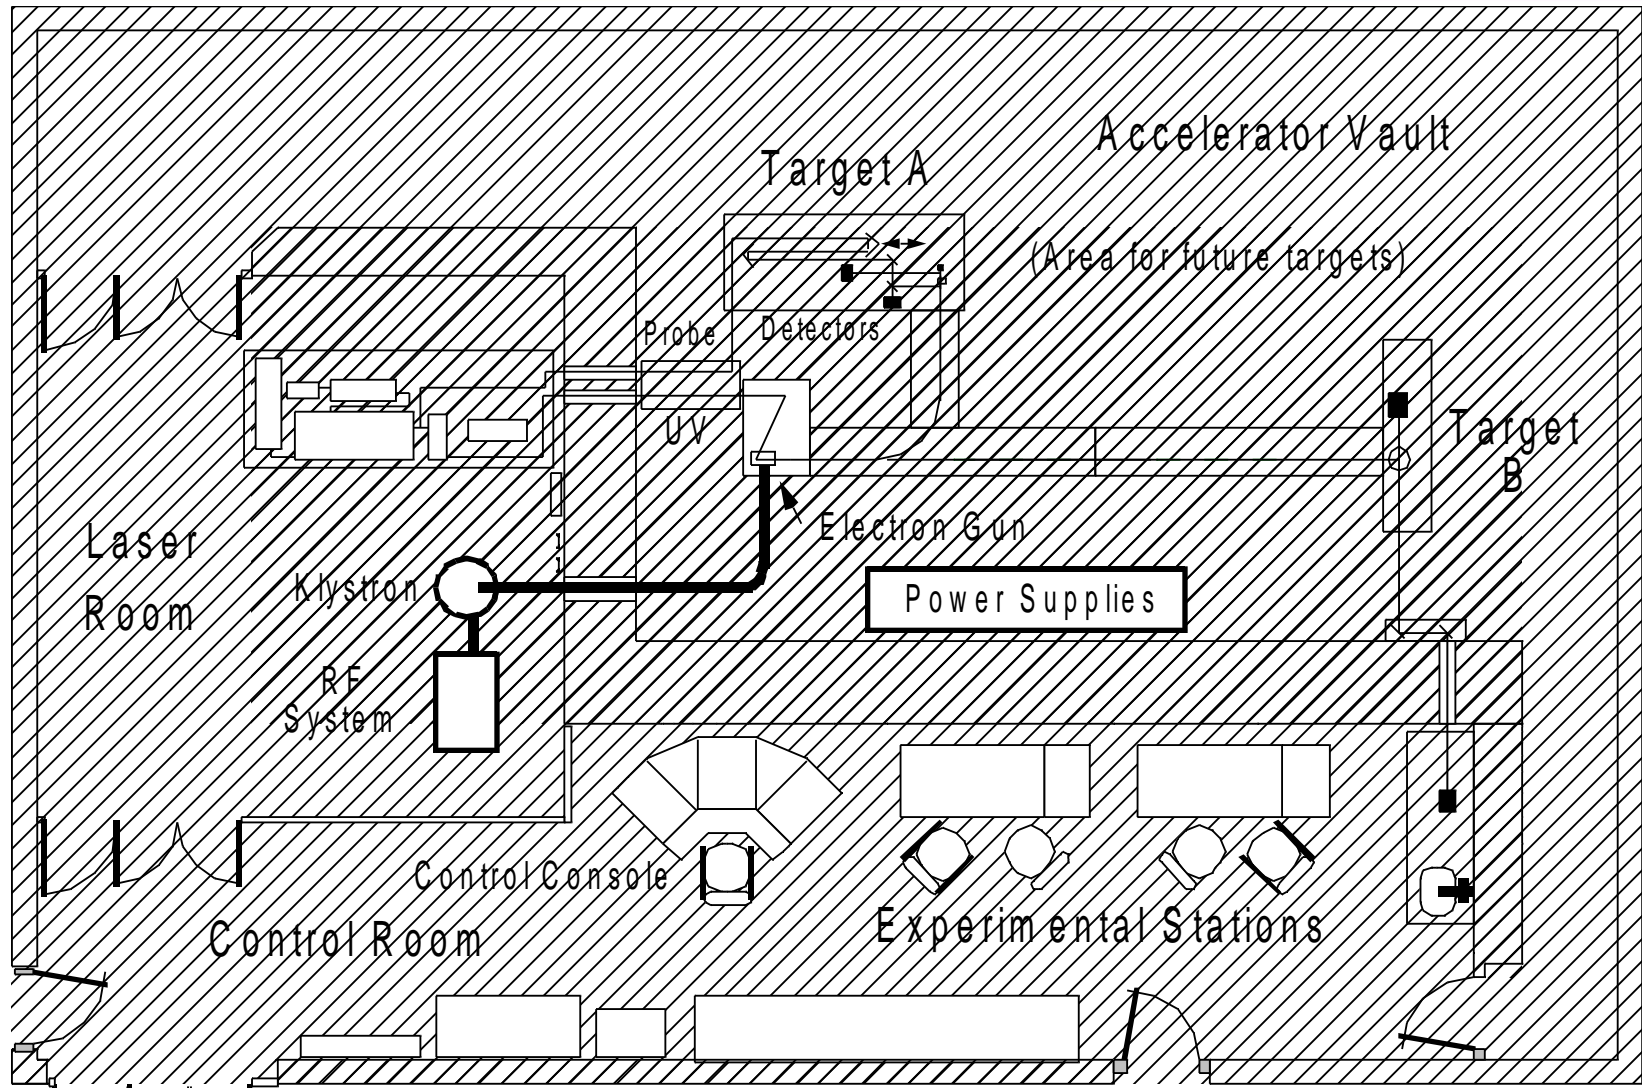 Accelerator Vault
Target A
(Area for future targets)
Probe
Detectors
UV
Target
B
Electron Gun
Laser
Room
Klystron
Power Supplies
RF
System
Control Console
Control Room
Experimental Stations